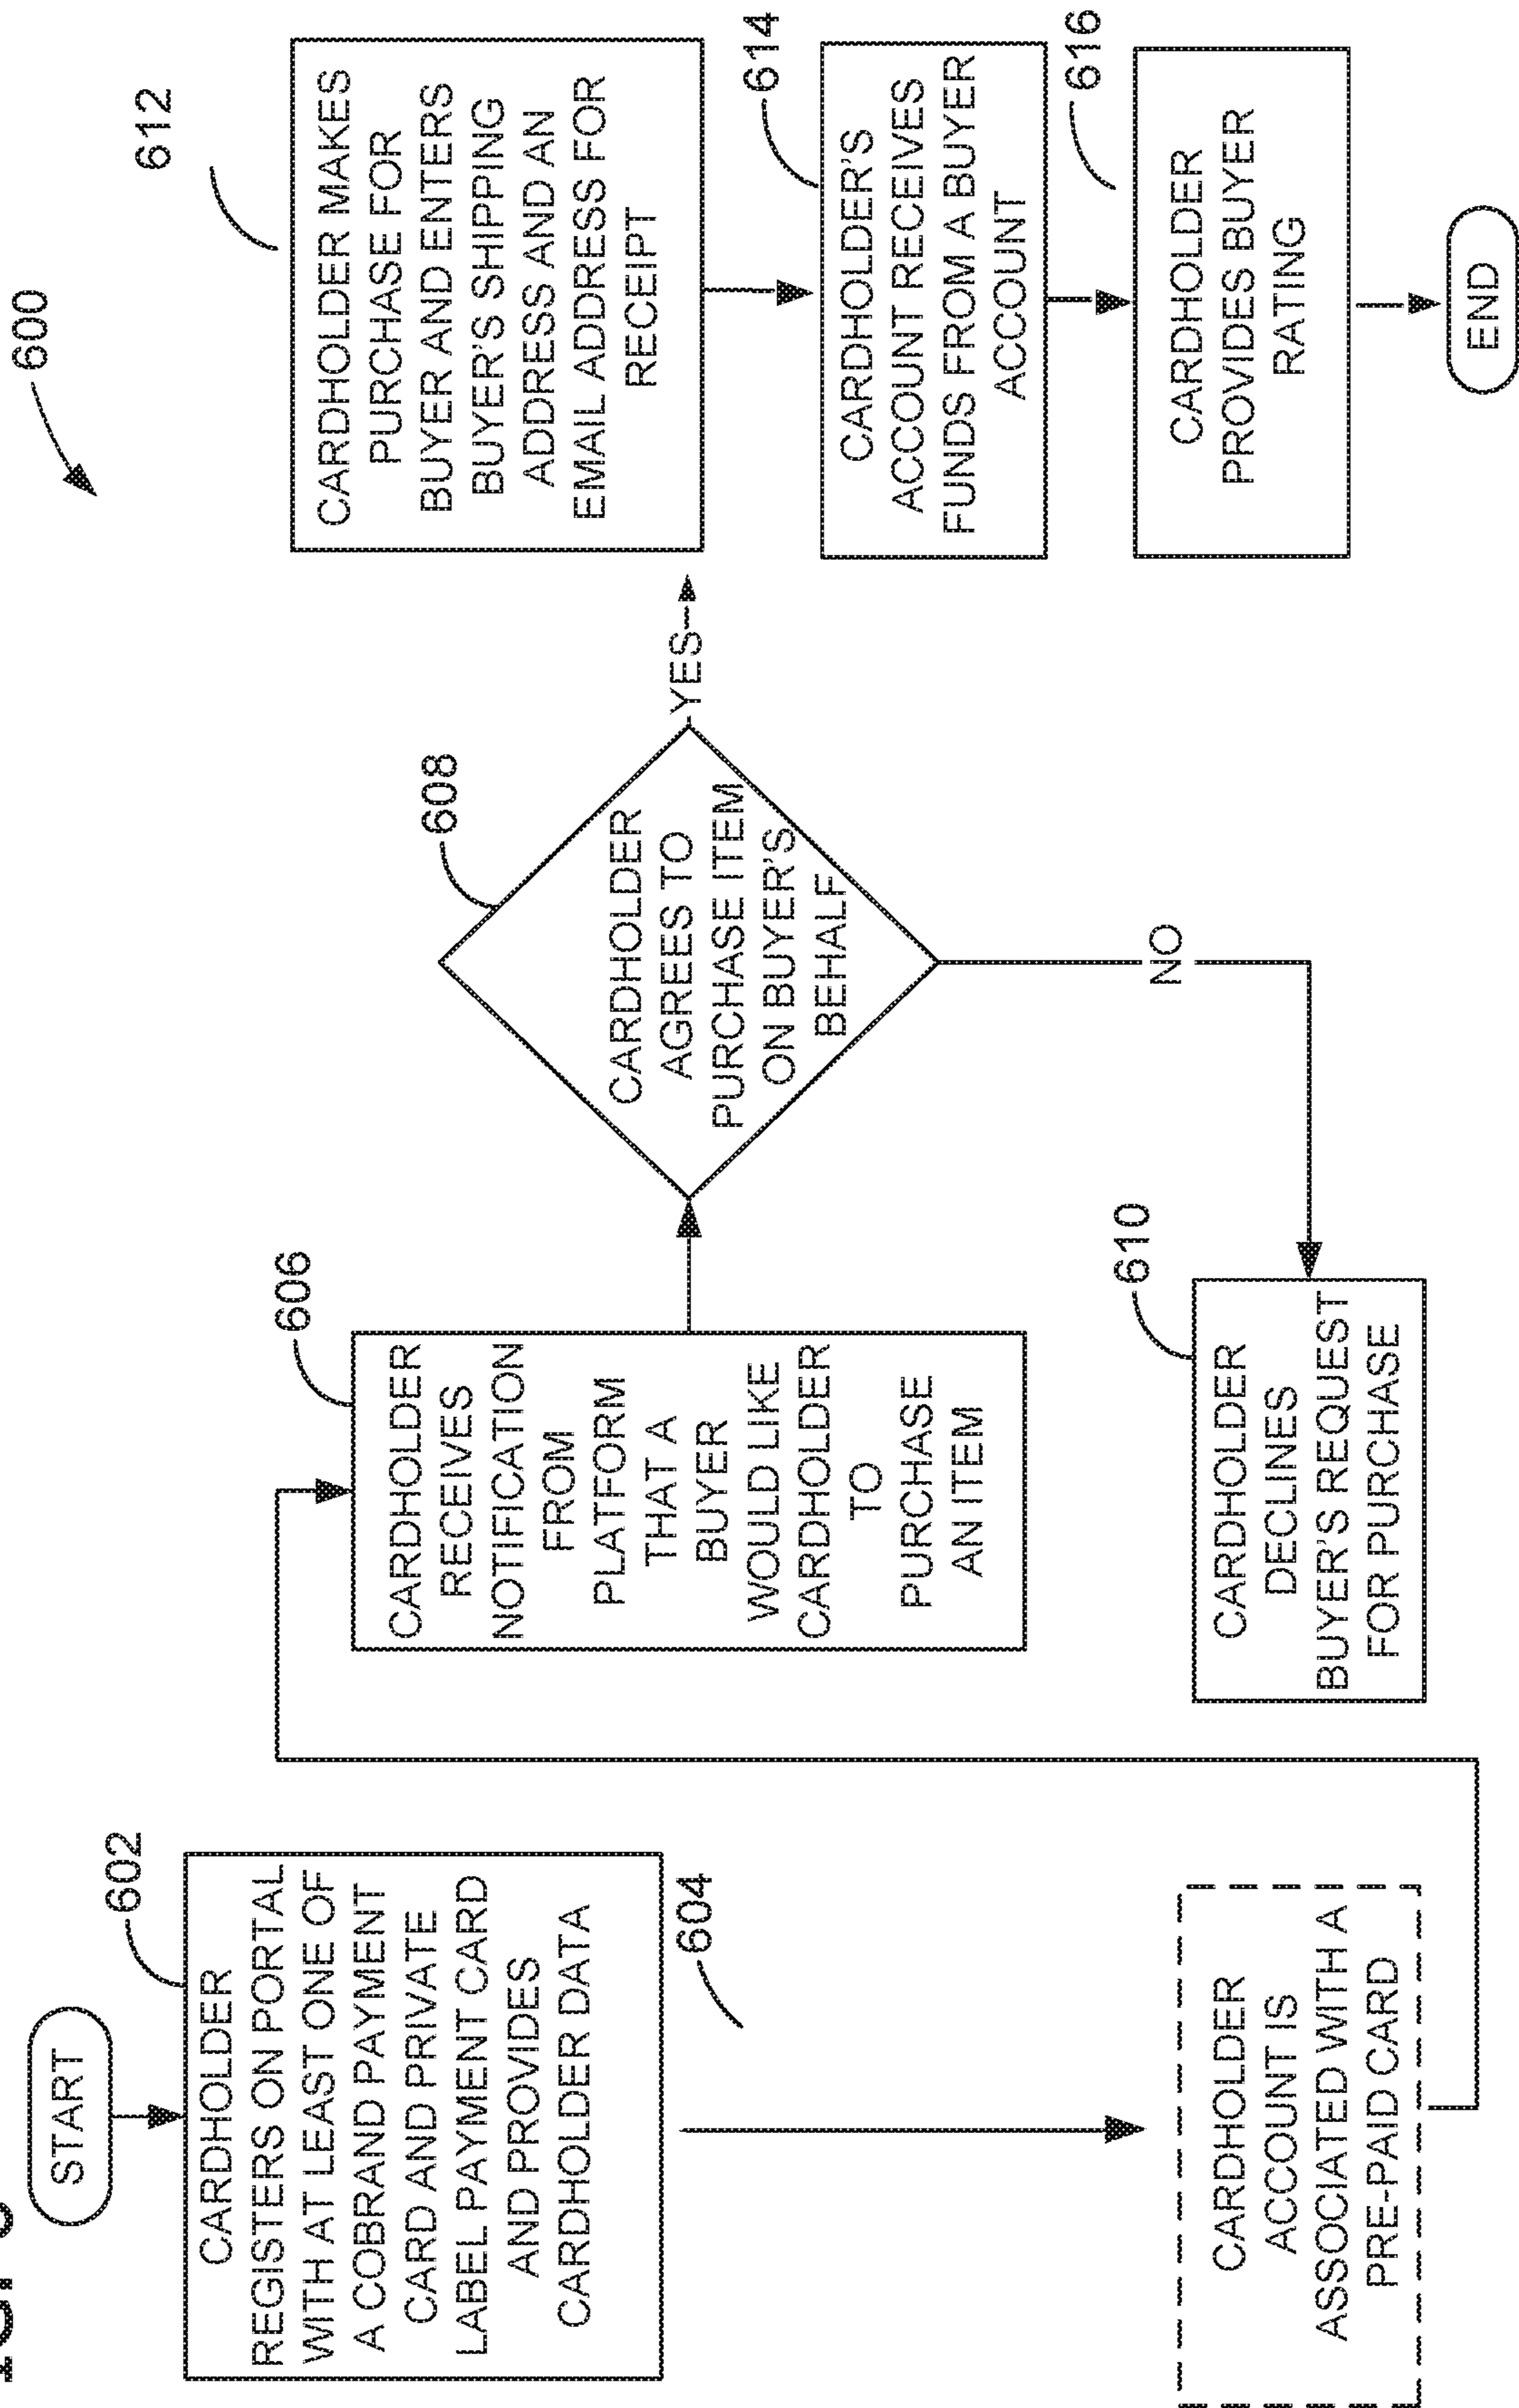 600
START
602
CARDHOLDER
REGISTERS ON PORTAL
WITH AT LEAST ONE OF
A COBRAND PAYMENT
CARD AND PRIVATE
LABEL PAYMENT CARD
AND PROVIDES
CARDHOLDER DATA
604
CARDHOLDER
ACCOUNT IS
ASSOCIATED WITH A
PRE-PAID CARD
606
CARDHOLDER
RECEIVES
NOTIFICATION
FROM
PLATFORM
THAT A
BUYER
WOULD LIKE
CARDHOLDER
TO
PURCHASE
AN ITEM
608
CARDHOLDER
AGREES TO
PURCHASE ITEM
ON BUYER'S
BEHALF
NO
610
CARDHOLDER
DECLINES
BUYER'S REQUEST
FOR PURCHASE
YES
612
CARDHOLDER MAKES
PURCHASE FOR
BUYER AND ENTERS
BUYER'S SHIPPING
ADDRESS AND AN
EMAIL ADDRESS FOR
RECEIPT
614
CARDHOLDER'S
ACCOUNT RECEIVES
FUNDS FROM A BUYER
ACCOUNT
616
CARDHOLDER
PROVIDES BUYER
RATING
END